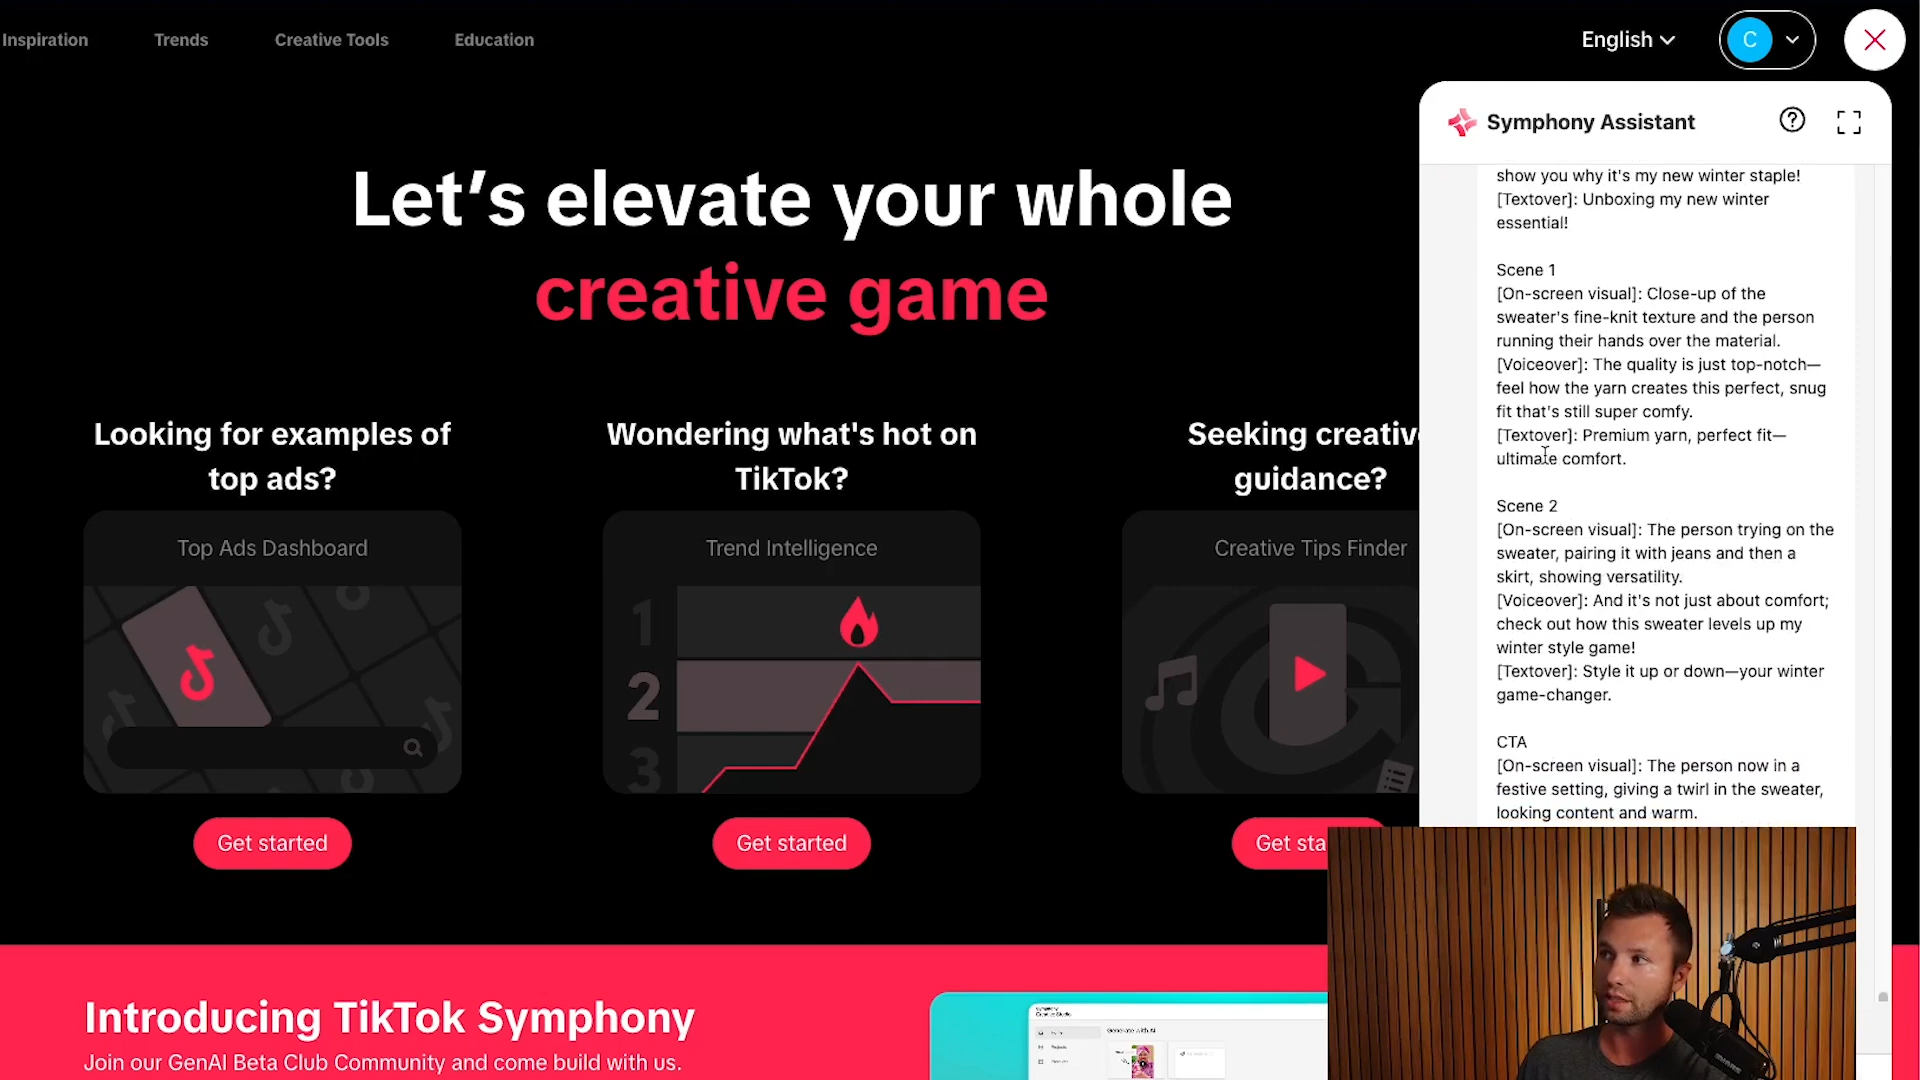 Inspiration
Trends
Creative Tools
Education
English
C
Let's elevate your whole
creative game
Looking for examples of
top ads?
Top Ads Dashboard
Get started
Wondering what's hot on
TikTok?
Trend Intelligence
1
2
3
Get started
Seeking creativ
guidance?
Creative Tips Finder
Get sta
Introducing TikTok Symphony
Join our GenAI Beta Club Community and come build with us.
Generate with AI
Symphony Assistant
show you why it's my new winter staple!
[Textover]: Unboxing my new winter
essential!
Scene 1
[On-screen visual]: Close-up of the
sweater's fine-knit texture and the person
running their hands over the material.
[Voiceover]: The quality is just top-notch—
feel how the yarn creates this perfect, snug
fit that's still super comfy.
[Textover]: Premium yarn, perfect fit—
ultimate comfort.
Scene 2
[On-screen visual]: The person trying on the
sweater, pairing it with jeans and then a
skirt, showing versatility.
[Voiceover]: And it's not just about comfort;
check out how this sweater levels up my
winter style game!
[Textover]: Style it up or down—your winter
game-changer.
CTA
[On-screen visual]: The person now in a
festive setting, giving a twirl in the sweater,
looking content and warm.